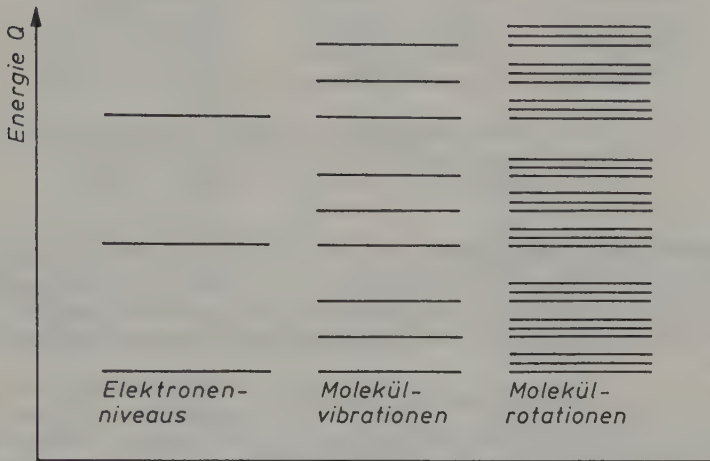 Energie Q
Elektronen-
niveaus
Molekül-
vibrationen
Molekül-
rotationen